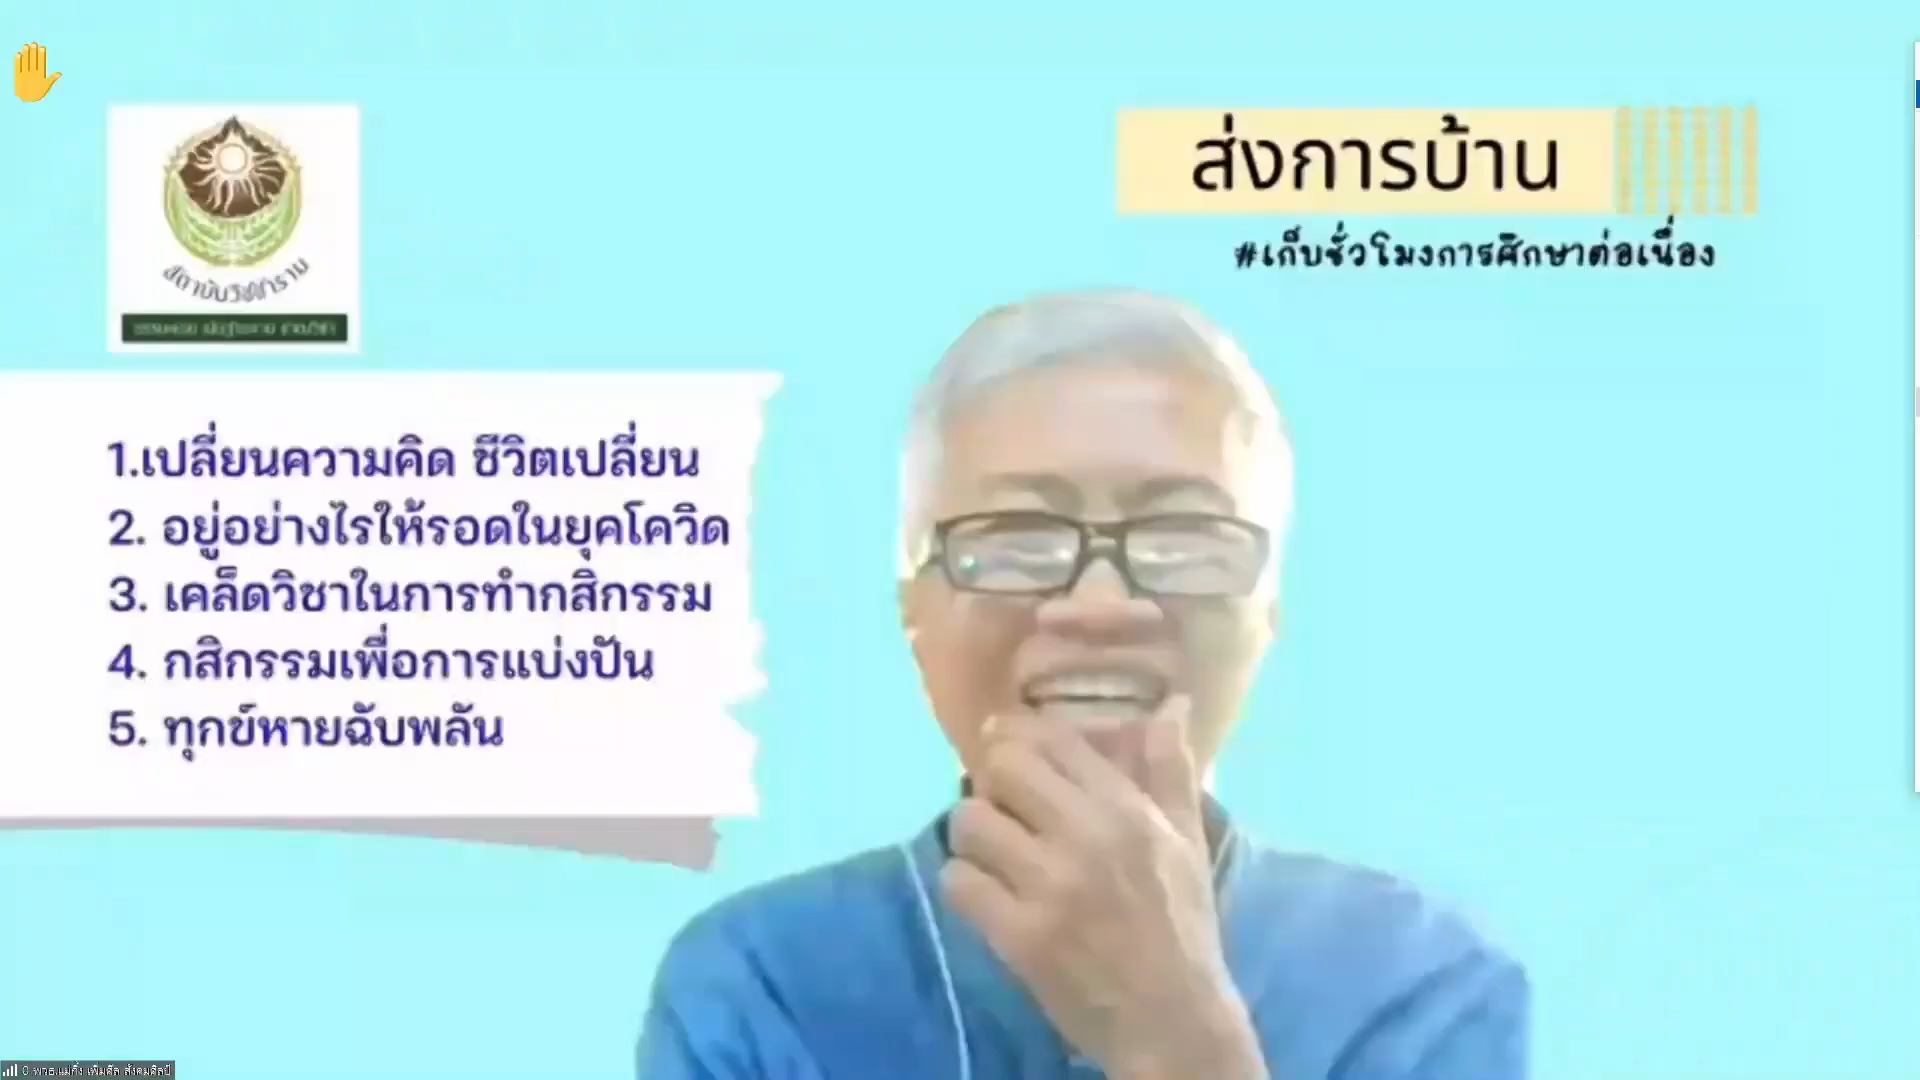 สถาบันวิชชาราม
ส่งการบ้าน
#เก็บชั่วโมงการศึกษาต่อเนื่อง
1.เปลี่ยนความคิด ชีวิตเปลี่ยน
2. อยู่อย่างไรให้รอดในยุคโควิด
3. เคล็ดวิชาในการทำกสิกรรม
4. กสิกรรมเพื่อการแบ่งปัน
5. ทุกข์หายฉับพลัน